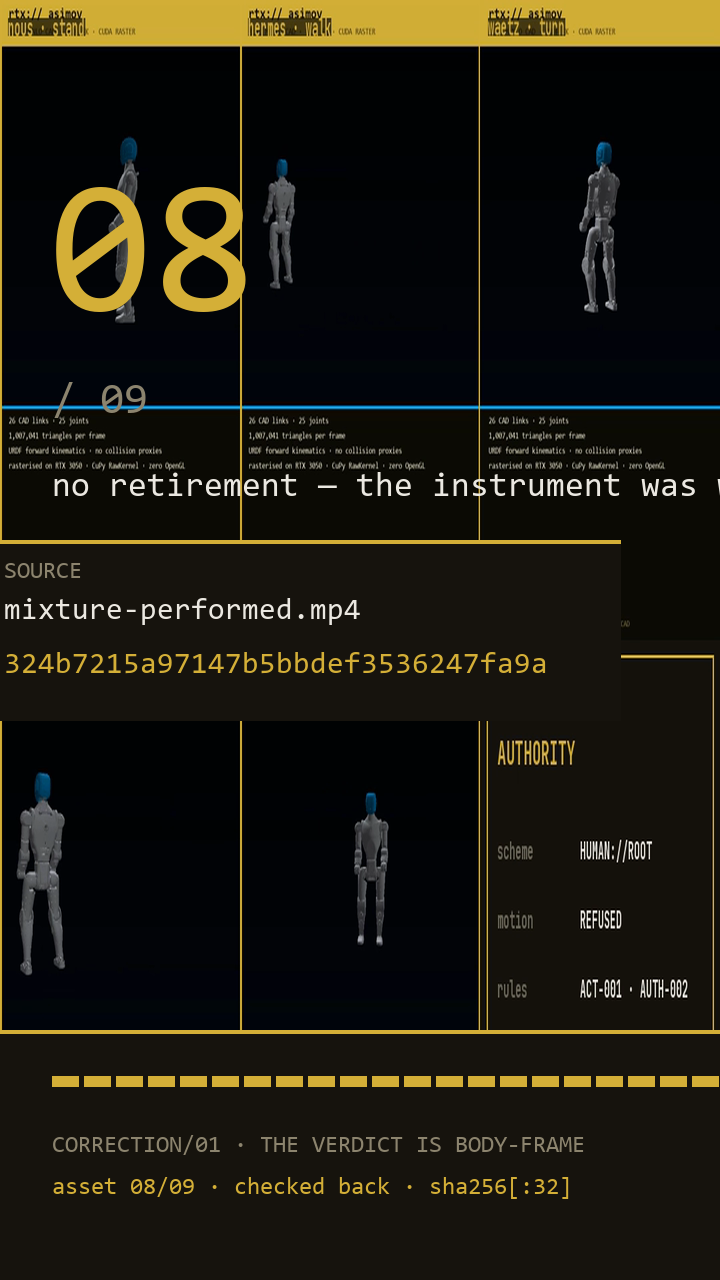 rtx:// asimov
nous · stand
· CUDA RASTER
rtx:// asimov
hermes · walk
· CUDA RASTER
rtx:// asimov
waetz · turn
· CUDA RASTER
08
/ 09
26 CAD links · 25 joints
1,007,041 triangles per frame
URDF forward kinematics · no collision proxies
rasterised on RTX 3050 · CuPy RawKernel · zero OpenGL
26 CAD links · 25 joints
1,007,041 triangles per frame
URDF forward kinematics · no collision proxies
rasterised on RTX 3050 · CuPy RawKernel · zero OpenGL
26 CAD links · 25 joints
1,007,041 triangles per frame
URDF forward kinematics · no collision proxies
rasterised on RTX 3050 · CuPy RawKernel · zero OpenGL
no retirement — the instrument was
SOURCE
mixture-performed.mp4
324b7215a97147b5bbdef3536247fa9a
AUTHORITY
scheme HUMAN://ROOT
motion REFUSED
rules ACT-001 · AUTH-002
CORRECTION/01 · THE VERDICT IS BODY-FRAME
asset 08/09 · checked back · sha256[:32]